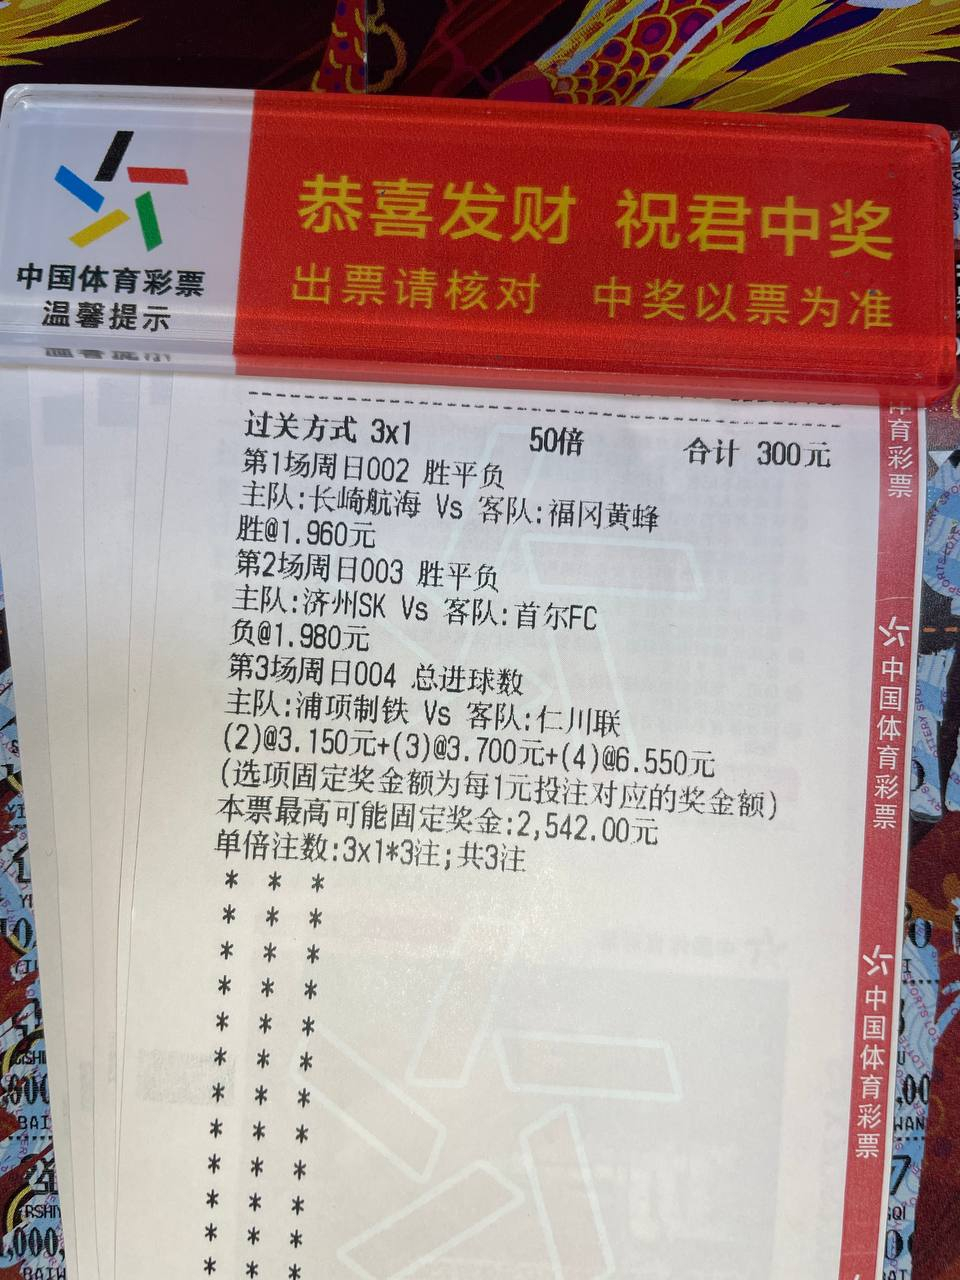 恭喜发财 祝君中奖
出票请核对 中奖以票为准
中国体育彩票
温馨提示
过关方式 3x1 50倍 合计 300元
第1场周日002 胜平负
主队:长崎航海 Vs 客队:福冈黄蜂
胜@1.960元
第2场周日003 胜平负
主队:济州SK Vs 客队:首尔FC
负@1.980元
第3场周日004 总进球数
主队:浦项制铁 Vs 客队:仁川联
(2)@3.150元+(3)@3.700元+(4)@6.550元
(选项固定奖金额为每1元投注对应的奖金额)
本票最高可能固定奖金:2,542.00元
单倍注数:3x1*3注;共3注
* * *
* * *
* * *
* * *
* * *
* * *
* * *
* * *
* * *
* * *
* * *
* * *
体育彩票
中国体育彩票
中国体育彩票